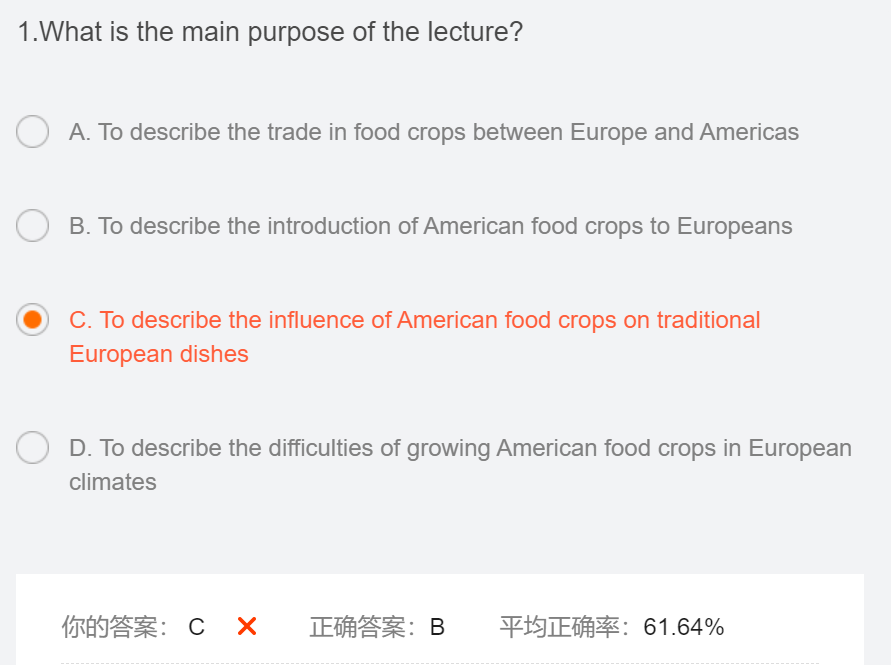 1.What is the main purpose of the lecture?
A. To describe the trade in food crops between Europe and Americas
B. To describe the introduction of American food crops to Europeans
C. To describe the influence of American food crops on traditional
European dishes
D. To describe the difficulties of growing American food crops in European
climates
你的答案： C 正确答案： B 平均正确率： 61.64%